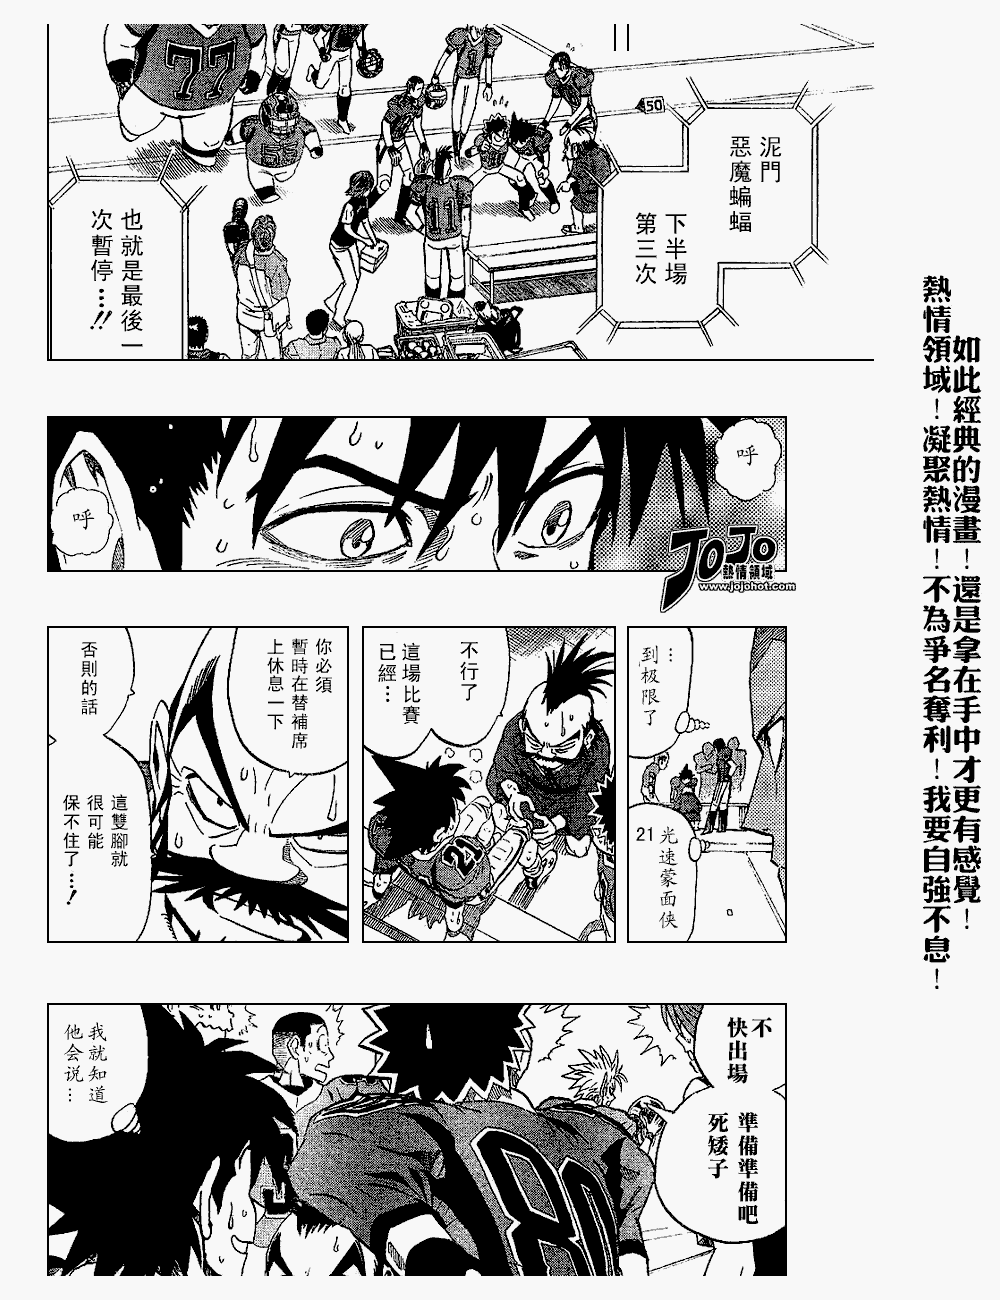 77
55
11
50
泥門
惡魔蝙蝠
下半場
第三次
也就是最後一
次暫停…!!
呼
呼
JOJO
熱情領域
www.jojohot.com
…
到极限了
21
光速蒙面侠
不行了
這場比賽
已經…
21
你必須
暫時在替補席
上休息一下
否則的話
這雙腳就
很可能
保不住了…!
不
快出場
準備準備吧
死矮子
我就知道
他会说…
80
如此經典的漫畫！還是拿在手中才更有感覺！
熱情領域！凝聚熱情！不為爭名奪利！我要自強不息！